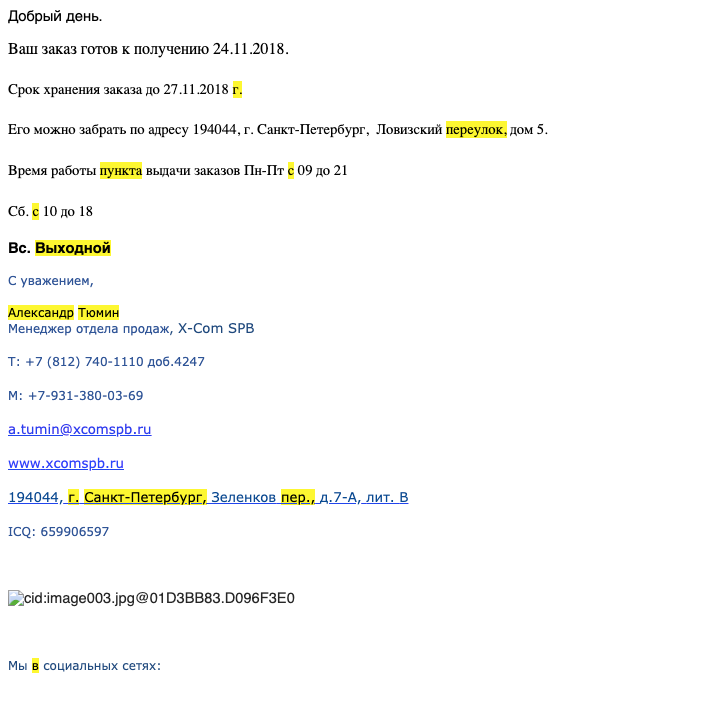 Добрый день.
Ваш заказ готов к получению 24.11.2018.
Срок хранения заказа до 27.11.2018 г.
Его можно забрать по адресу 194044, г. Санкт-Петербург, Ловизский переулок, дом 5.
Время работы пункта выдачи заказов Пн-Пт с 09 до 21
Сб. с 10 до 18
Вс. Выходной
С уважением,
Александр Тюмин
Менеджер отдела продаж, X-Com SPB
Т: +7 (812) 740-1110 доб.4247
М: +7-931-380-03-69
a.tumin@xcomspb.ru
www.xcomspb.ru
194044, г. Санкт-Петербург, Зеленков пер., д.7-А, лит. В
ICQ: 659906597
cid:image003.jpg@01D3BB83.D096F3E0
Мы в социальных сетях: